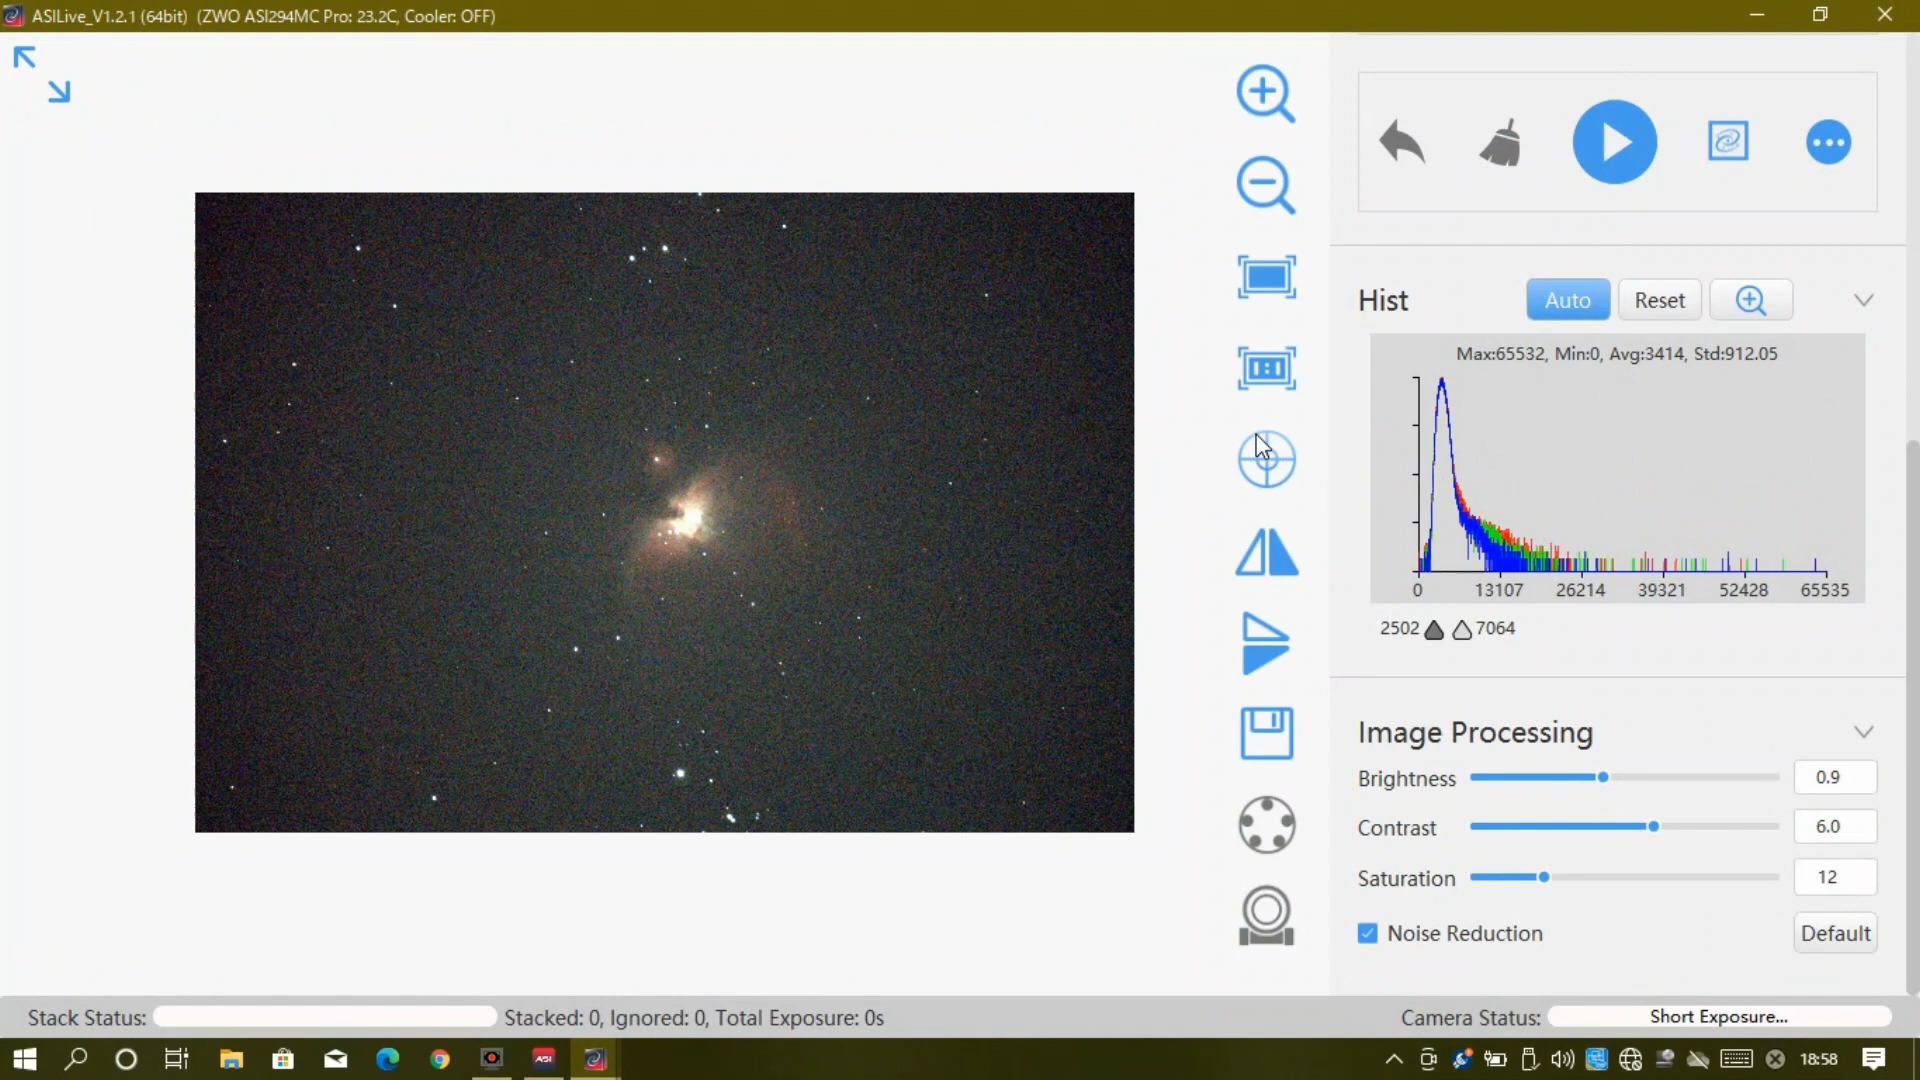 ASILive_V1.2.1 (64bit)  (ZWO ASI294MC Pro: 23.2C, Cooler: OFF)
1:1
Hist
Auto
Reset
Max:65532, Min:0, Avg:3414, Std:912.05
0 13107 26214 39321 52428 65535
2502 7064
Image Processing
Brightness 0.9
Contrast 6.0
Saturation 12
Noise Reduction
Default
Stack Status:
Stacked: 0, Ignored: 0, Total Exposure: 0s
Camera Status:
Short Exposure...
ASI
18:58